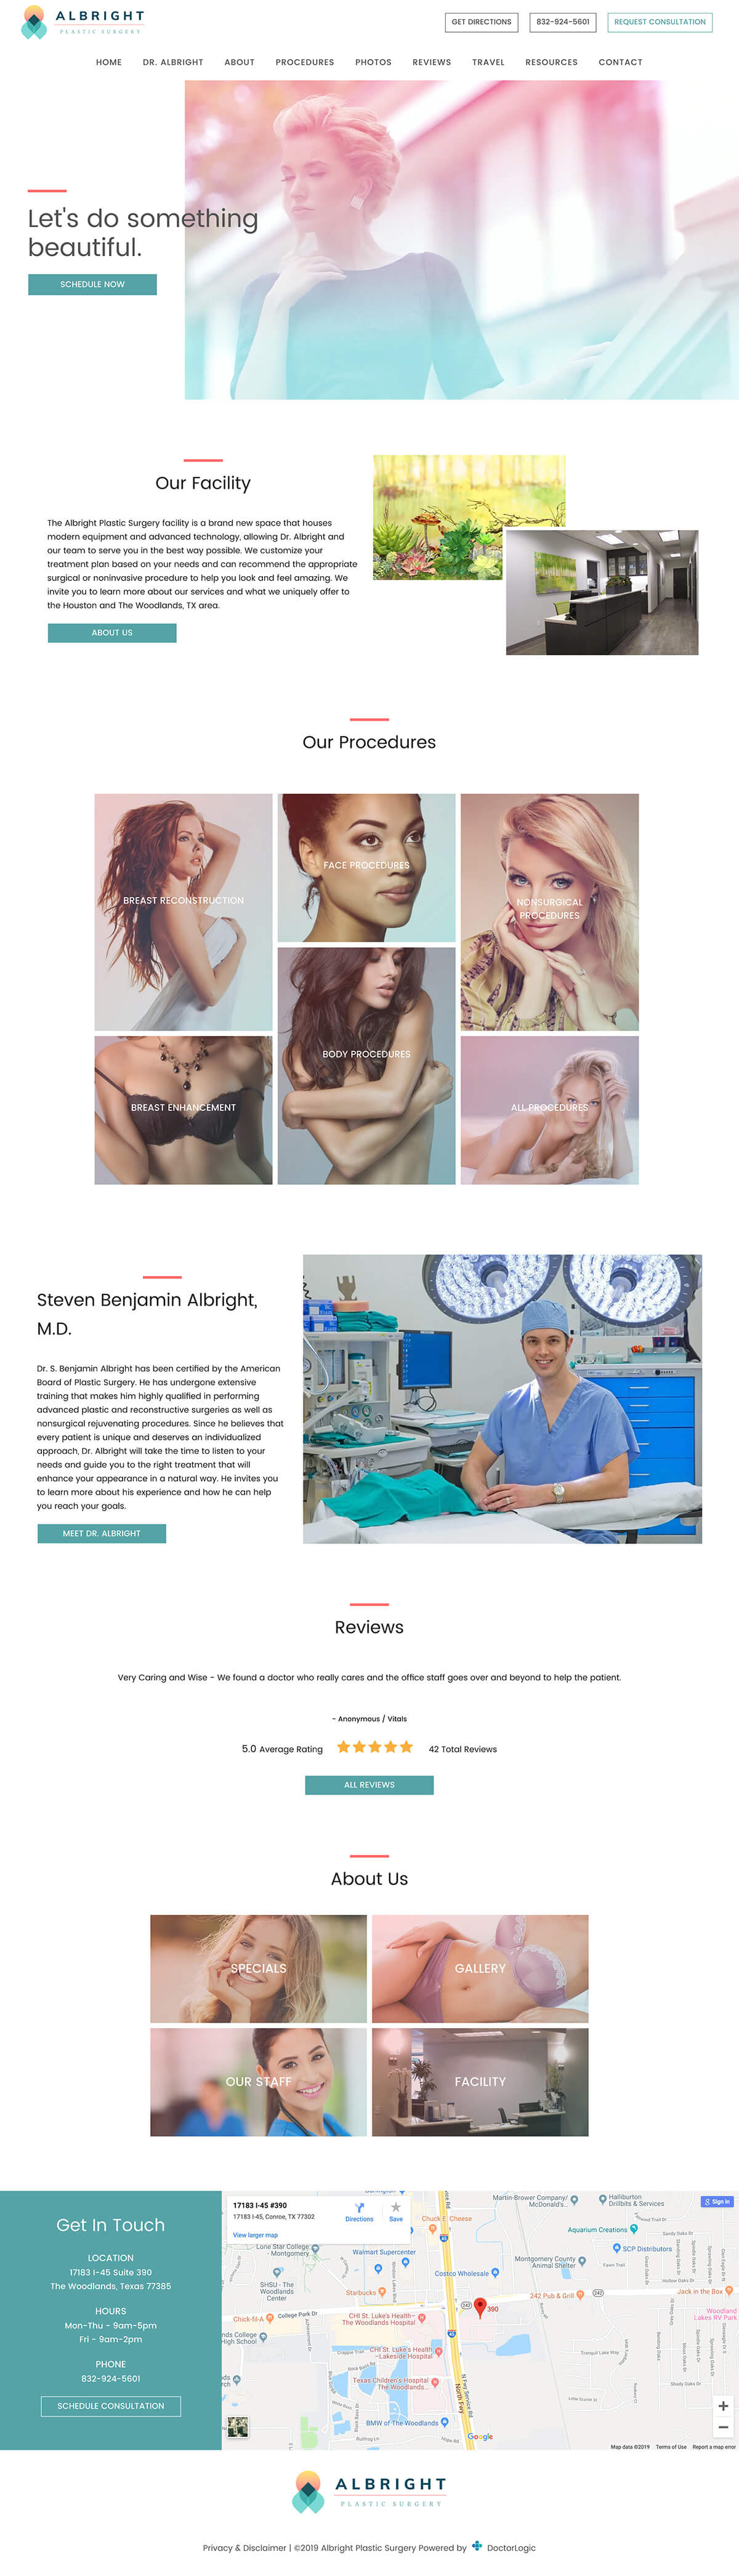 ALBRIGHT
PLASTIC SURGERY
GET DIRECTIONS
832-924-5601
REQUEST CONSULTATION
HOME DR. ALBRIGHT ABOUT PROCEDURES PHOTOS REVIEWS TRAVEL RESOURCES CONTACT
Let's do something
beautiful.
SCHEDULE NOW
Our Facility
The Albright Plastic Surgery facility is a brand new space that houses
modern equipment and advanced technology, allowing Dr. Albright and
our team to serve you in the best way possible. We customize your
treatment plan based on your needs and can recommend the appropriate
surgical or noninvasive procedure to help you look and feel amazing. We
invite you to learn more about our services and what we uniquely offer to
the Houston and The Woodlands, TX area.
ABOUT US
Our Procedures
BREAST RECONSTRUCTION
FACE PROCEDURES
NONSURGICAL
PROCEDURES
BODY PROCEDURES
BREAST ENHANCEMENT
ALL PROCEDURES
Steven Benjamin Albright,
M.D.
Dr. S. Benjamin Albright has been certified by the American
Board of Plastic Surgery. He has undergone extensive
training that makes him highly qualified in performing
advanced plastic and reconstructive surgeries as well as
nonsurgical rejuvenating procedures. Since he believes that
every patient is unique and deserves an individualized
approach, Dr. Albright will take the time to listen to your
needs and guide you to the right treatment that will
enhance your appearance in a natural way. He invites you
to learn more about his experience and how he can help
you reach your goals.
MEET DR. ALBRIGHT
Reviews
Very Caring and Wise - We found a doctor who really cares and the office staff goes over and beyond to help the patient.
- Anonymous / Vitals
5.0 Average Rating
42 Total Reviews
ALL REVIEWS
About Us
SPECIALS
GALLERY
OUR STAFF
FACILITY
Get In Touch
LOCATION
17183 I-45 Suite 390
The Woodlands, Texas 77385
HOURS
Mon-Thu - 9am-5pm
Fri - 9am-2pm
PHONE
832-924-5601
SCHEDULE CONSULTATION
17183 I-45 #390
17183 I-45, Conroe, TX 77302
View larger map
Directions
Save
Sign in
Martin-Brower Company/
McDonald's...
Halliburton
Drillbits & Services
Aquarium Creations
SCP Distributors
Lone Star College
- Montgomery
Walmart Supercenter
Montgomery County
Animal Shelter
Costco Wholesale
SHSU - The
Woodlands
Center
Starbucks
242 Pub & Grill
242
Jack in the Box
390
Woodland
Lakes RV Park
Chick-fil-A
College Park Dr
CHI St. Luke's Health-
The Woodlands Hospital
CHI St. Luke's Health
-Lakeside Hospital
Texas Children's Hospital
The Woodlands...
BMW of The Woodlands
Tranquil Lake Way
Shady Oaks Dr
Sandy Oaks Dr
Hollow Oaks Dr
Google
Map data ©2019 Terms of Use Report a map error
ALBRIGHT
PLASTIC SURGERY
Privacy & Disclaimer | ©2019 Albright Plastic Surgery Powered by DoctorLogic